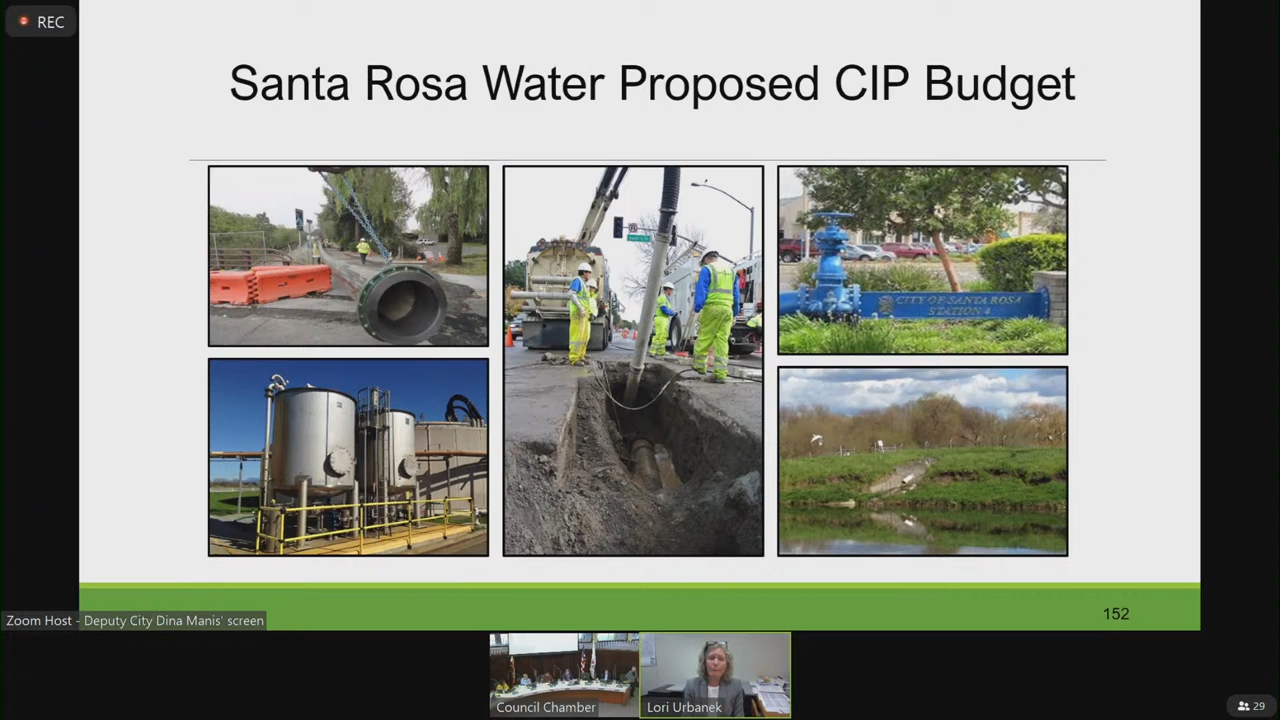 REC
Santa Rosa Water Proposed CIP Budget
CITY OF SANTA ROSA
STATION 4
152
Zoom Host - Deputy City Dina Manis' screen
Council Chamber
Lori Urbanek
29